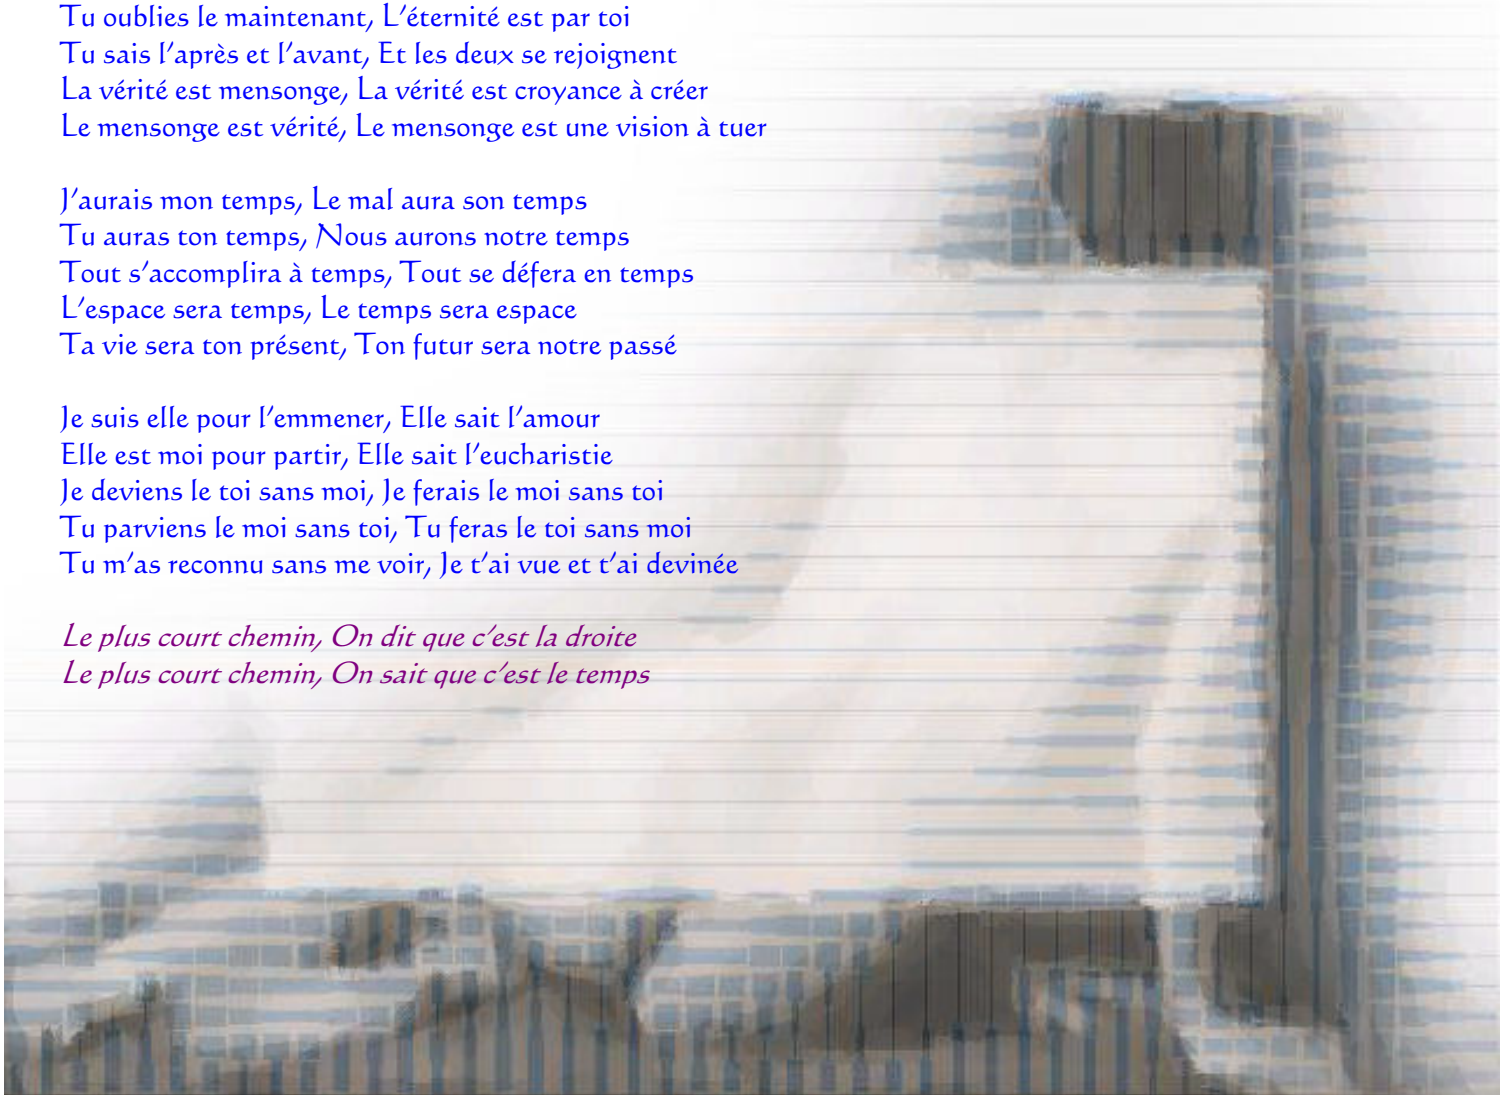 Tu oublies le maintenant, L'éternité est par toi
Tu sais l'après et l'avant, Et les deux se rejoignent
La vérité est mensonge, La vérité est croyance à créer
Le mensonge est vérité, Le mensonge est une vision à tuer
J'aurais mon temps, Le mal aura son temps
Tu auras ton temps, Nous aurons notre temps
Tout s'accomplira à temps, Tout se défera en temps
L'espace sera temps, Le temps sera espace
Ta vie sera ton présent, Ton futur sera notre passé
Je suis elle pour l'emmener, Elle sait l'amour
Elle est moi pour partir, Elle sait l'eucharistie
Je deviens le toi sans moi, Je ferais le moi sans toi
Tu parviens le moi sans toi, Tu feras le toi sans moi
Tu m'as reconnu sans me voir, Je t'ai vue et t'ai devinée
Le plus court chemin, On dit que c'est la droite
Le plus court chemin, On sait que c'est le temps